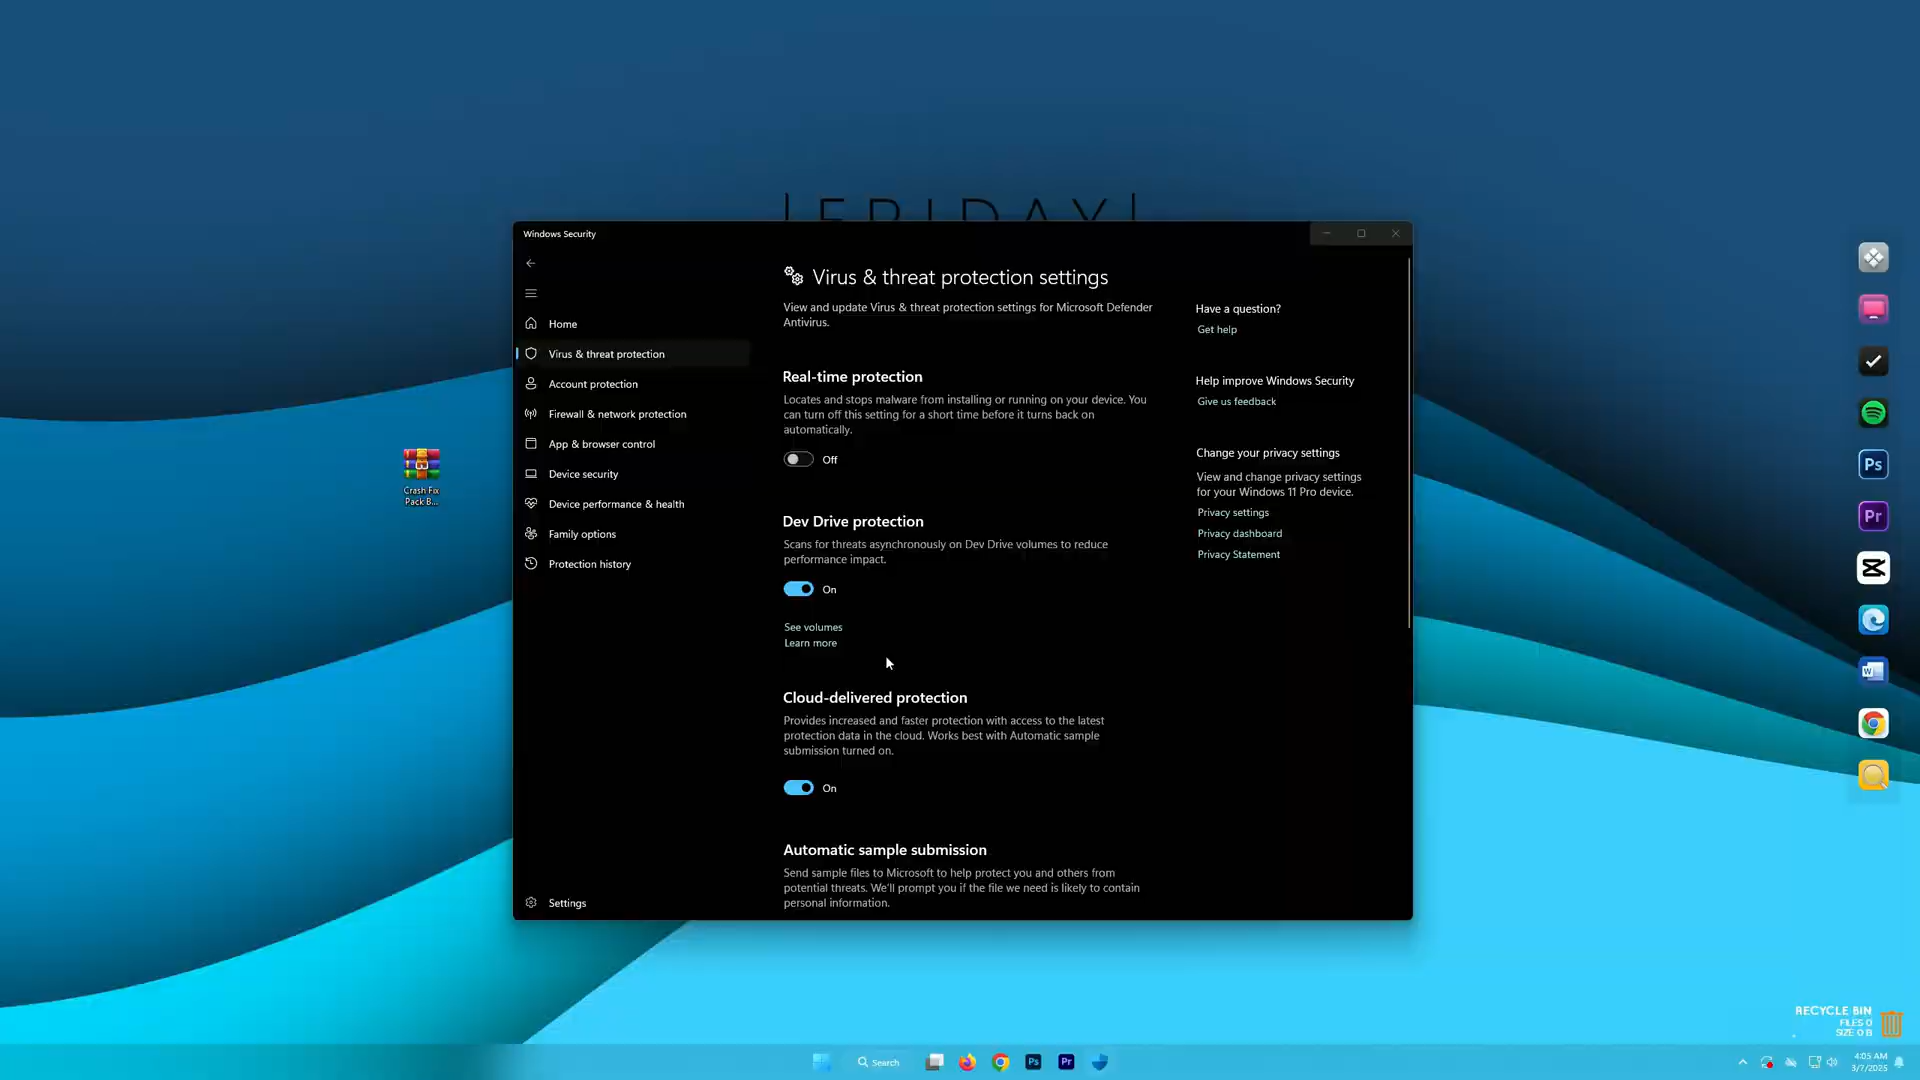 |FRIDAY|
Windows Security
Virus & threat protection settings
View and update Virus & threat protection settings for Microsoft Defender
Antivirus.
Have a question?
Get help
Home
Virus & threat protection
Account protection
Firewall & network protection
App & browser control
Device security
Device performance & health
Family options
Protection history
Settings
Real-time protection
Locates and stops malware from installing or running on your device. You
can turn off this setting for a short time before it turns back on
automatically.
Off
Dev Drive protection
Scans for threats asynchronously on Dev Drive volumes to reduce
performance impact.
On
See volumes
Learn more
Cloud-delivered protection
Provides increased and faster protection with access to the latest
protection data in the cloud. Works best with Automatic sample
submission turned on.
On
Automatic sample submission
Send sample files to Microsoft to help protect you and others from
potential threats. We'll prompt you if the file we need is likely to contain
personal information.
Help improve Windows Security
Give us feedback
Change your privacy settings
View and change privacy settings
for your Windows 11 Pro device.
Privacy settings
Privacy dashboard
Privacy Statement
Crash Fix
Pack B...
Ps
Pr
W
RECYCLE BIN
FILES 0
SIZE 0 B
Search
Ps
Pr
4:05 AM
3/7/2025